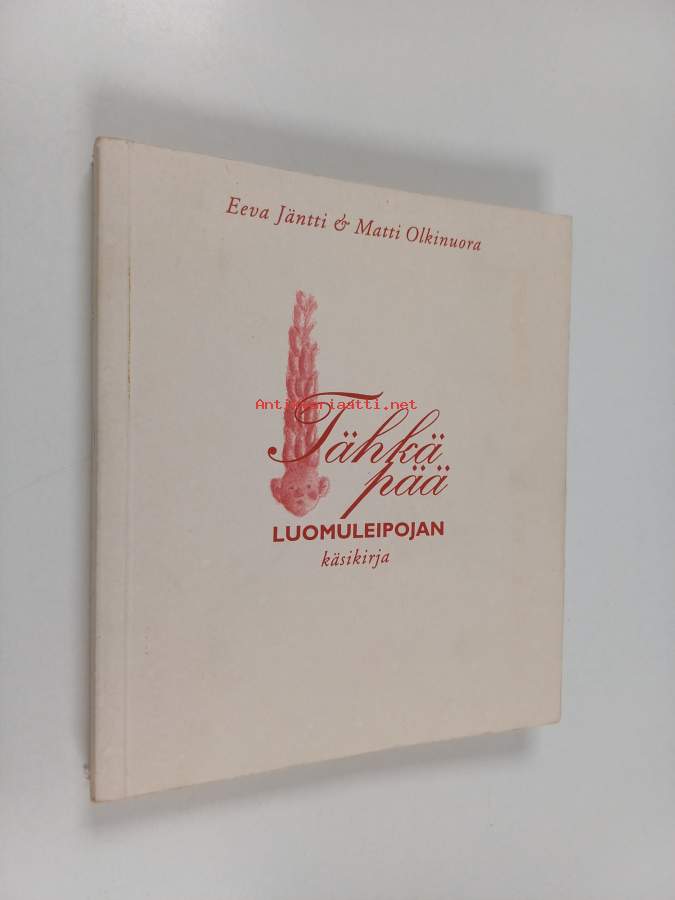 Eeva Jäntti & Matti Olkinuora
Antikvariaatti.net
Tähkä
pää
LUOMULEIPOJAN
käsikirja